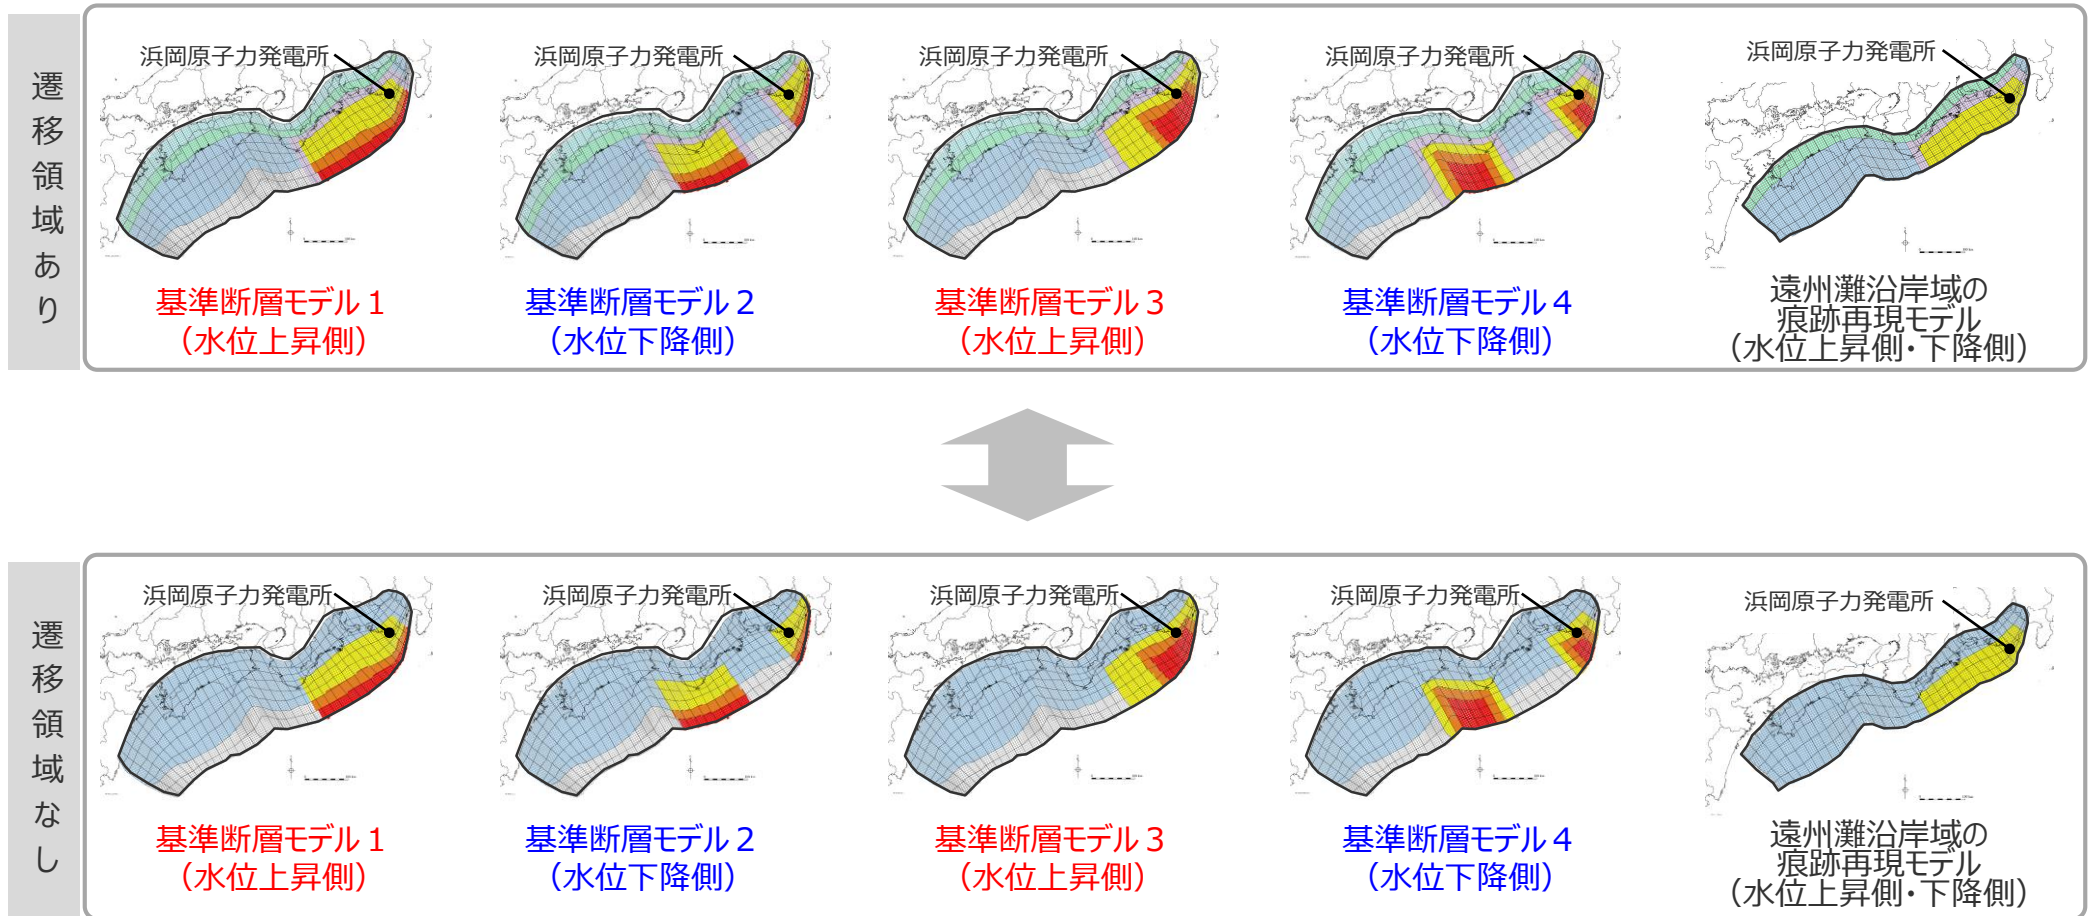 遷移領域あり
浜岡原子力発電所
浜岡原子力発電所
浜岡原子力発電所
浜岡原子力発電所
浜岡原子力発電所
基準断層モデル1
(水位上昇側)
基準断層モデル2
(水位下降側)
基準断層モデル3
(水位上昇側)
基準断層モデル4
(水位下降側)
遠州灘沿岸域の
痕跡再現モデル
(水位上昇側・下降側)
遷移領域なし
浜岡原子力発電所
浜岡原子力発電所
浜岡原子力発電所
浜岡原子力発電所
浜岡原子力発電所
基準断層モデル1
(水位上昇側)
基準断層モデル2
(水位下降側)
基準断層モデル3
(水位上昇側)
基準断層モデル4
(水位下降側)
遠州灘沿岸域の
痕跡再現モデル
(水位上昇側・下降側)